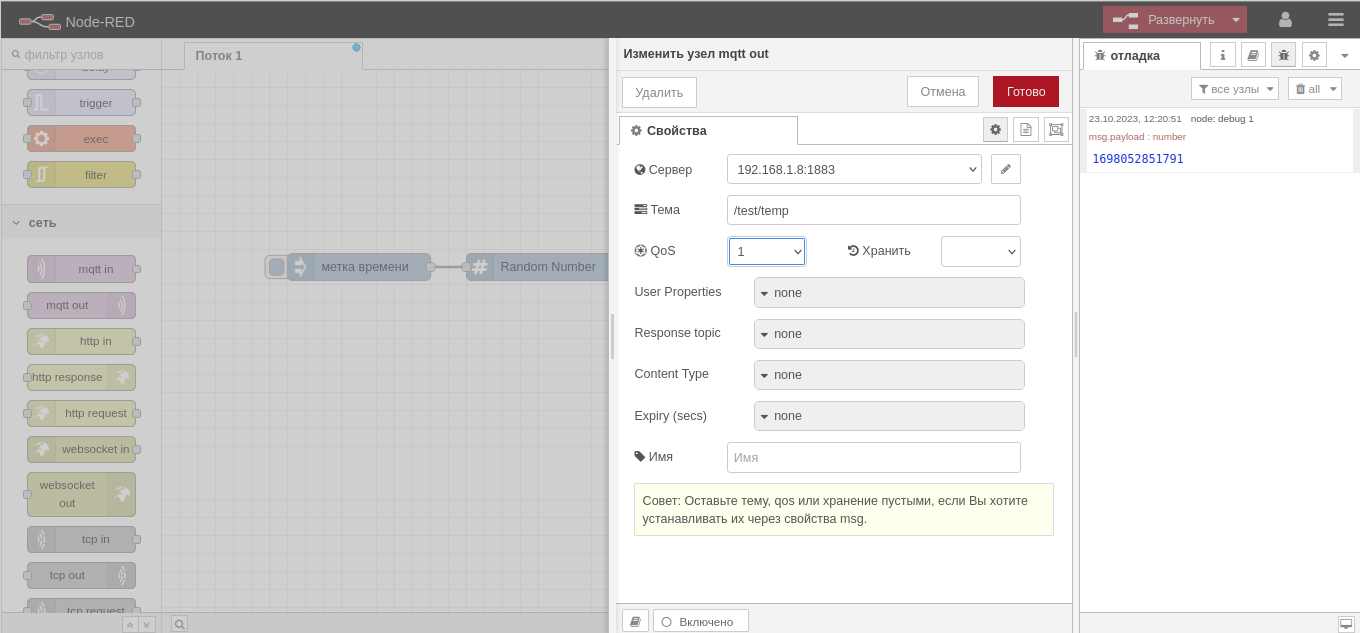 Node-RED
Развернуть
фильтр узлов
delay
trigger
exec
filter
сеть
mqtt in
mqtt out
http in
http response
http request
websocket in
websocket
out
tcp in
tcp out
tcp request
Поток 1
метка времени
Random Number
Изменить узел mqtt out
Удалить
Отмена
Готово
Свойства
Сервер
192.168.1.8:1883
Тема
/test/temp
QoS
1
Хранить
User Properties
none
Response topic
none
Content Type
none
Expiry (secs)
none
Имя
Имя
Совет: Оставьте тему, qos или хранение пустыми, если Вы хотите
устанавливать их через свойства msg.
Включено
отладка
i
все узлы
all
23.10.2023, 12:20:51 node: debug 1
msg.payload : number
1698052851791